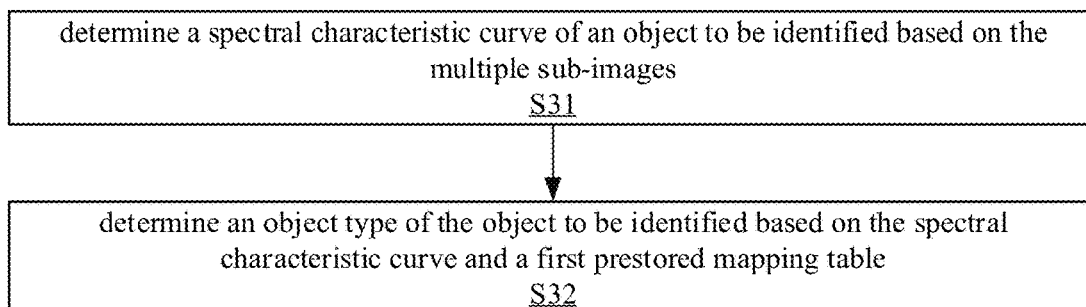 determine a spectral characteristic curve of an object to be identified based on the
multiple sub-images
S31
determine an object type of the object to be identified based on the spectral
characteristic curve and a first prestored mapping table
S32